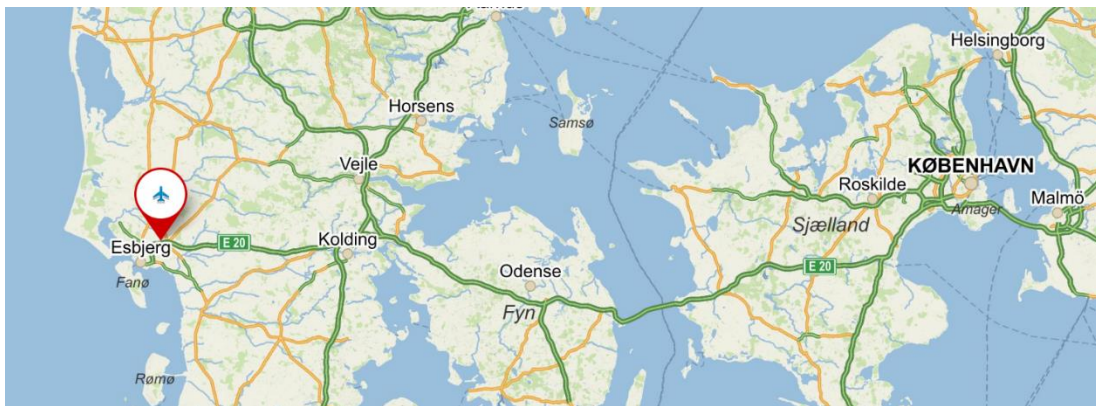 Helsingborg
Horsens
Samsø
Vejle
KØBENHAVN
Roskilde
Amager
Malmö
Sjælland
Esbjerg
E 20
Kolding
E 20
Odense
Fanø
Fyn
Rømø